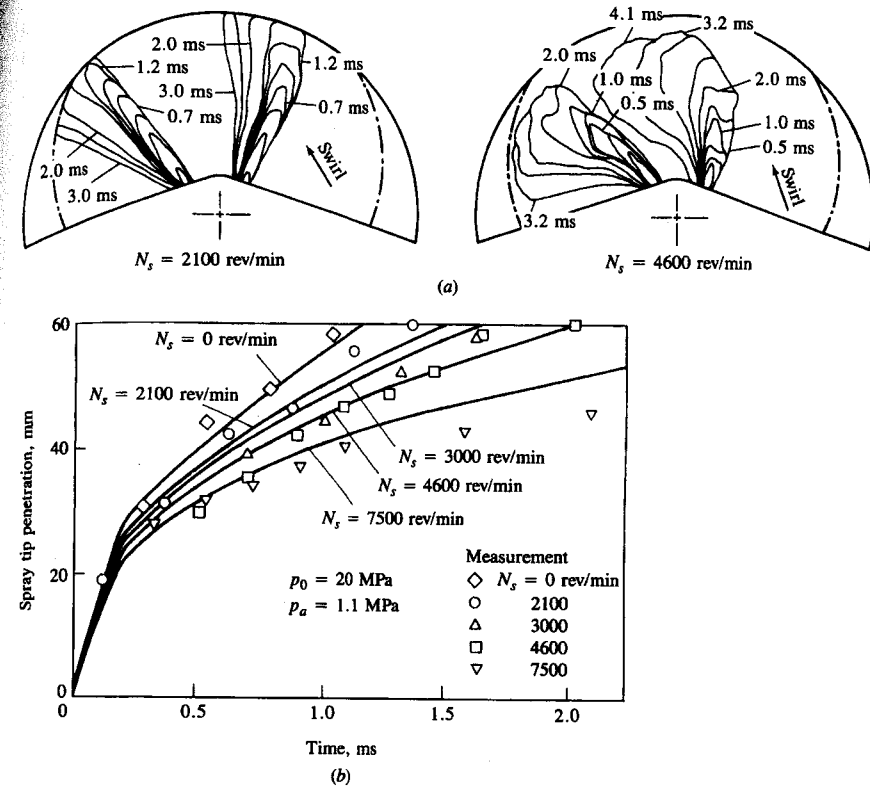 2.0 ms
1.2 ms
3.0 ms
0.7 ms
1.2 ms
0.7 ms
2.0 ms
3.0 ms
Swirl
N_s = 2100 rev/min
4.1 ms
3.2 ms
2.0 ms
1.0 ms
0.5 ms
2.0 ms
1.0 ms
0.5 ms
3.2 ms
Swirl
N_s = 4600 rev/min
(a)
60
40
20
0
Spray tip penetration, mm
N_s = 0 rev/min
N_s = 2100 rev/min
N_s = 3000 rev/min
N_s = 4600 rev/min
N_s = 7500 rev/min
p_0 = 20 MPa
p_a = 1.1 MPa
Measurement
◇ N_s = 0 rev/min
○ 2100
△ 3000
□ 4600
▽ 7500
0 0.5 1.0 1.5 2.0
Time, ms
(b)